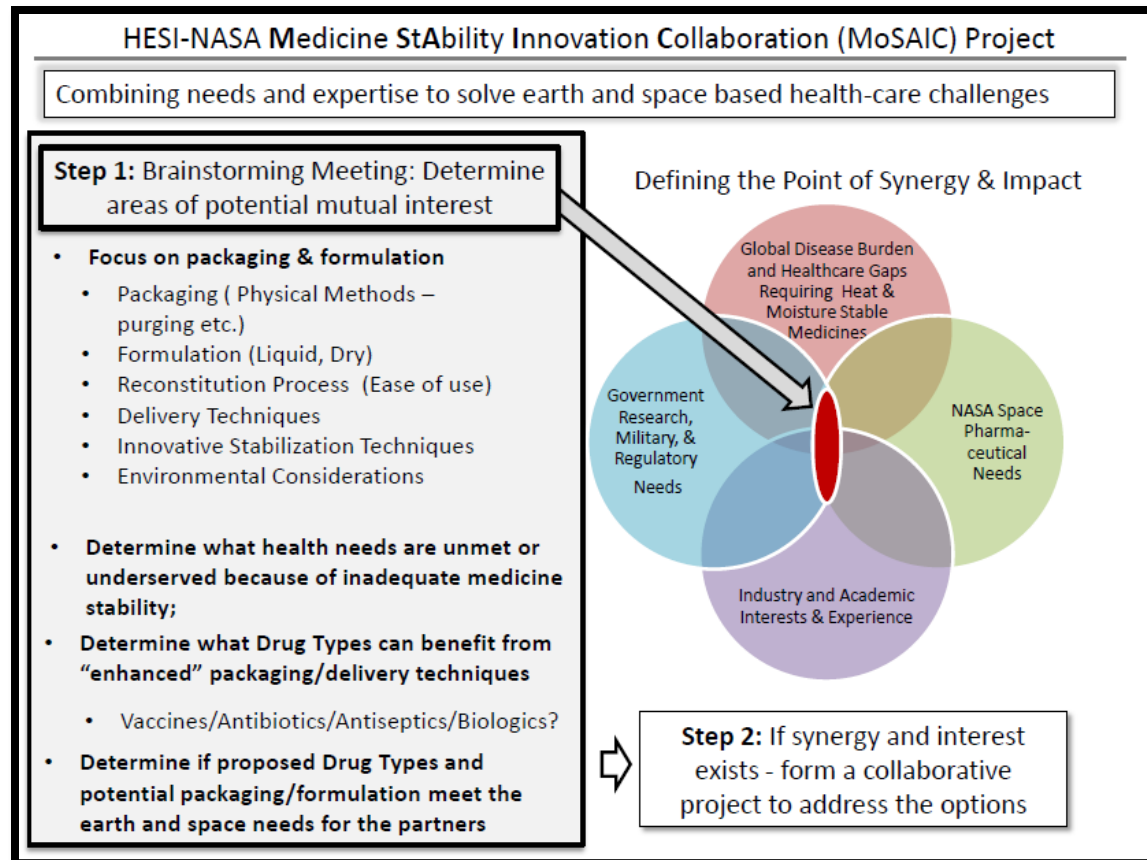 HESI-NASA Medicine StAbility Innovation Collaboration (MoSAIC) Project
Combining needs and expertise to solve earth and space based health-care challenges
Step 1: Brainstorming Meeting: Determine
areas of potential mutual interest
• Focus on packaging & formulation
• Packaging ( Physical Methods –
purging etc.)
• Formulation (Liquid, Dry)
• Reconstitution Process (Ease of use)
• Delivery Techniques
• Innovative Stabilization Techniques
• Environmental Considerations
• Determine what health needs are unmet or
underserved because of inadequate medicine
stability;
• Determine what Drug Types can benefit from
“enhanced” packaging/delivery techniques
• Vaccines/Antibiotics/Antiseptics/Biologics?
• Determine if proposed Drug Types and
potential packaging/formulation meet the
earth and space needs for the partners
Defining the Point of Synergy & Impact
Global Disease Burden
and Healthcare Gaps
Requiring Heat &
Moisture Stable
Medicines
Government
Research,
Military, &
Regulatory
Needs
NASA Space
Pharma-
ceutical
Needs
Industry and Academic
Interests & Experience
Step 2: If synergy and interest
exists - form a collaborative
project to address the options